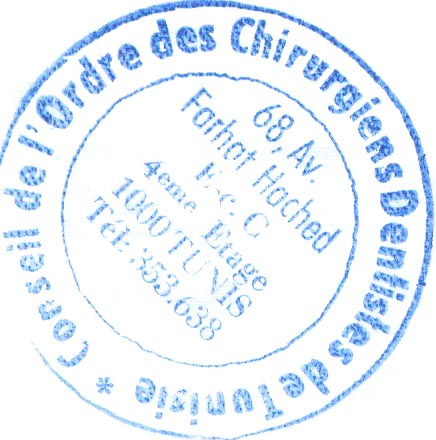 Conseil de l'Ordre des Chirurgiens Dentistes de Tunisie *
68, Av.
Farhat Hached
Esc. C
4eme Etage
1000 TUNIS
Tél: 353.638